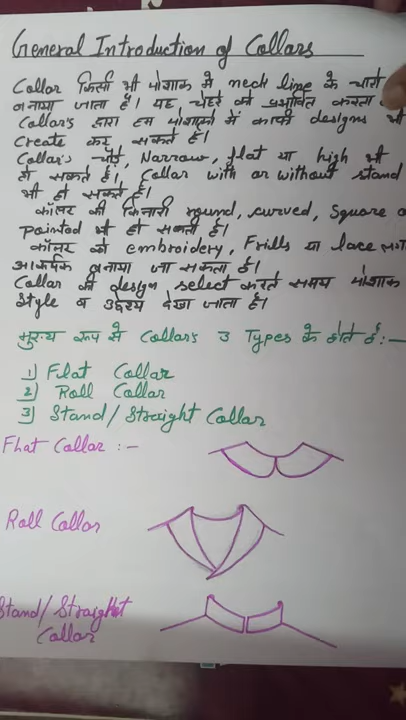 General Introduction of Collars
Collar किसी भी पोशाक में neck line के चारो
बनाया जाता है। यह, चेहरे को प्रभावित करता
Collar's द्वारा हम पोशाको में काफी designs भी
Create कर सकते है।
Collar's चौड़े, Narrow, flat या high भी
हो सकते है।, Collar with or without stand
भी हो सकते है।
कॉलर की किनारी round, curved, Square
pointed भी हो सकती है।
कॉलर को embroidery, Frills या lace
आकर्षक बनाया जा सकता है।
Collar की design, select करते समय पोशाक
Style व उद्देश्य देखा जाता है।
मुख्य रूप से Collars 3 Types के होते है:—
1) Flat Collar
2) Roll Collar
3) Stand/Straight Collar
Flat Collar :-
Roll Collar
Stand/Straight
Collar